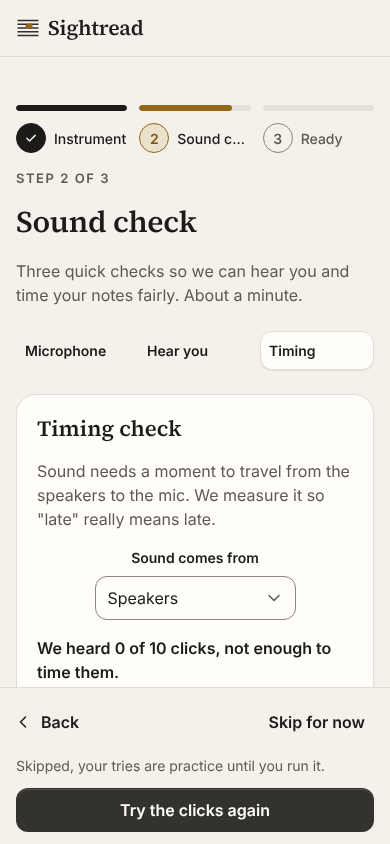 Sightread
Instrument
2
Sound c...
3
Ready
STEP 2 OF 3
Sound check
Three quick checks so we can hear you and
time your notes fairly. About a minute.
Microphone
Hear you
Timing
Timing check
Sound needs a moment to travel from the
speakers to the mic. We measure it so
"late" really means late.
Sound comes from
Speakers
We heard 0 of 10 clicks, not enough to
time them.
Back
Skip for now
Skipped, your tries are practice until you run it.
Try the clicks again